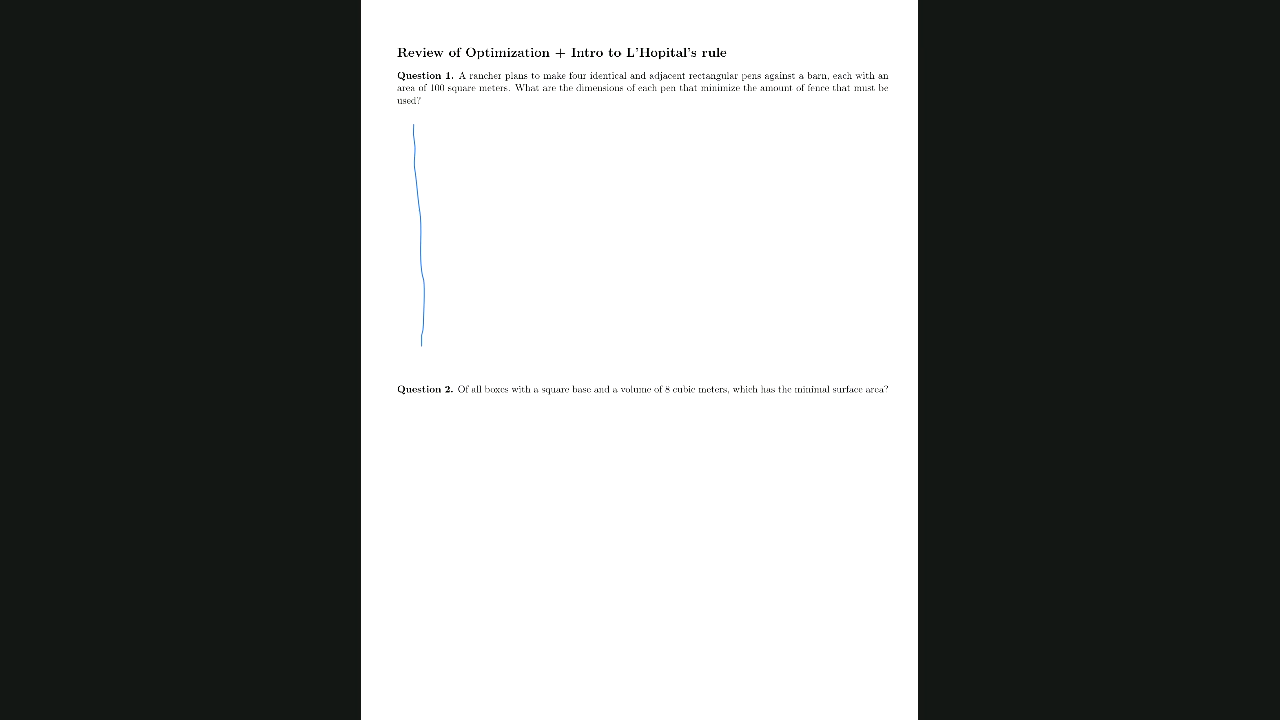 Review of Optimization + Intro to L'Hopital's rule
Question 1. A rancher plans to make four identical and adjacent rectangular pens against a barn, each with an
area of 100 square meters. What are the dimensions of each pen that minimize the amount of fence that must be
used?
Question 2. Of all boxes with a square base and a volume of 8 cubic meters, which has the minimal surface area?